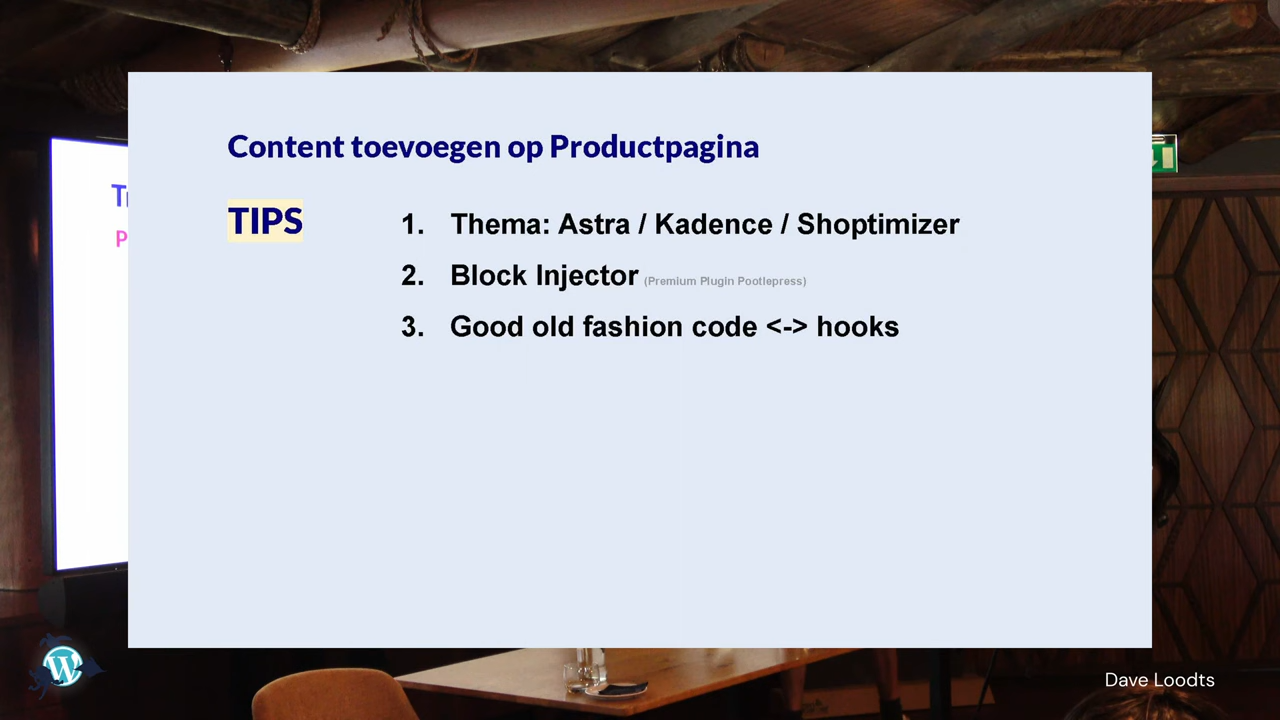 Content toevoegen op Productpagina
TIPS
1. Thema: Astra / Kadence / Shoptimizer
2. Block Injector (Premium Plugin Pootlepress)
3. Good old fashion code <-> hooks
Dave Loodts